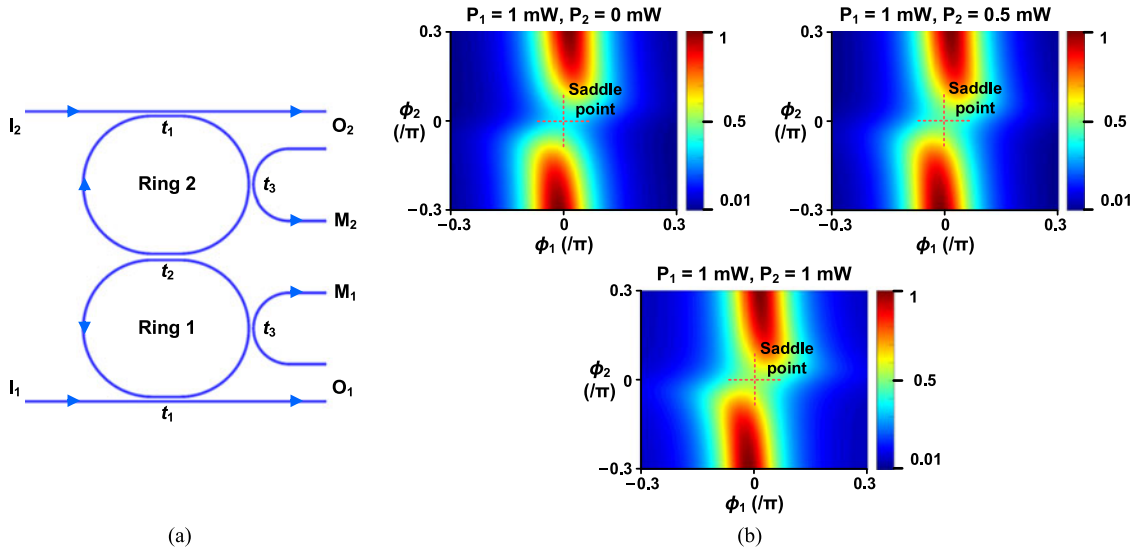 I₂
t₁
O₂
Ring 2
t₃
M₂
t₂
M₁
Ring 1
t₃
I₁
t₁
O₁
(a)
P₁ = 1 mW, P₂ = 0 mW
0.3
ϕ₂
(/π)
−0.3
Saddle
point
−0.3
0
0.3
ϕ₁ (/π)
1
0.5
0.01
P₁ = 1 mW, P₂ = 0.5 mW
0.3
ϕ₂
(/π)
0
−0.3
Saddle
point
−0.3
0
0.3
ϕ₁ (/π)
1
0.5
0.01
P₁ = 1 mW, P₂ = 1 mW
0.3
ϕ₂
(/π)
0
−0.3
Saddle
point
−0.3
0
0.3
ϕ₁ (/π)
1
0.5
0.01
(b)